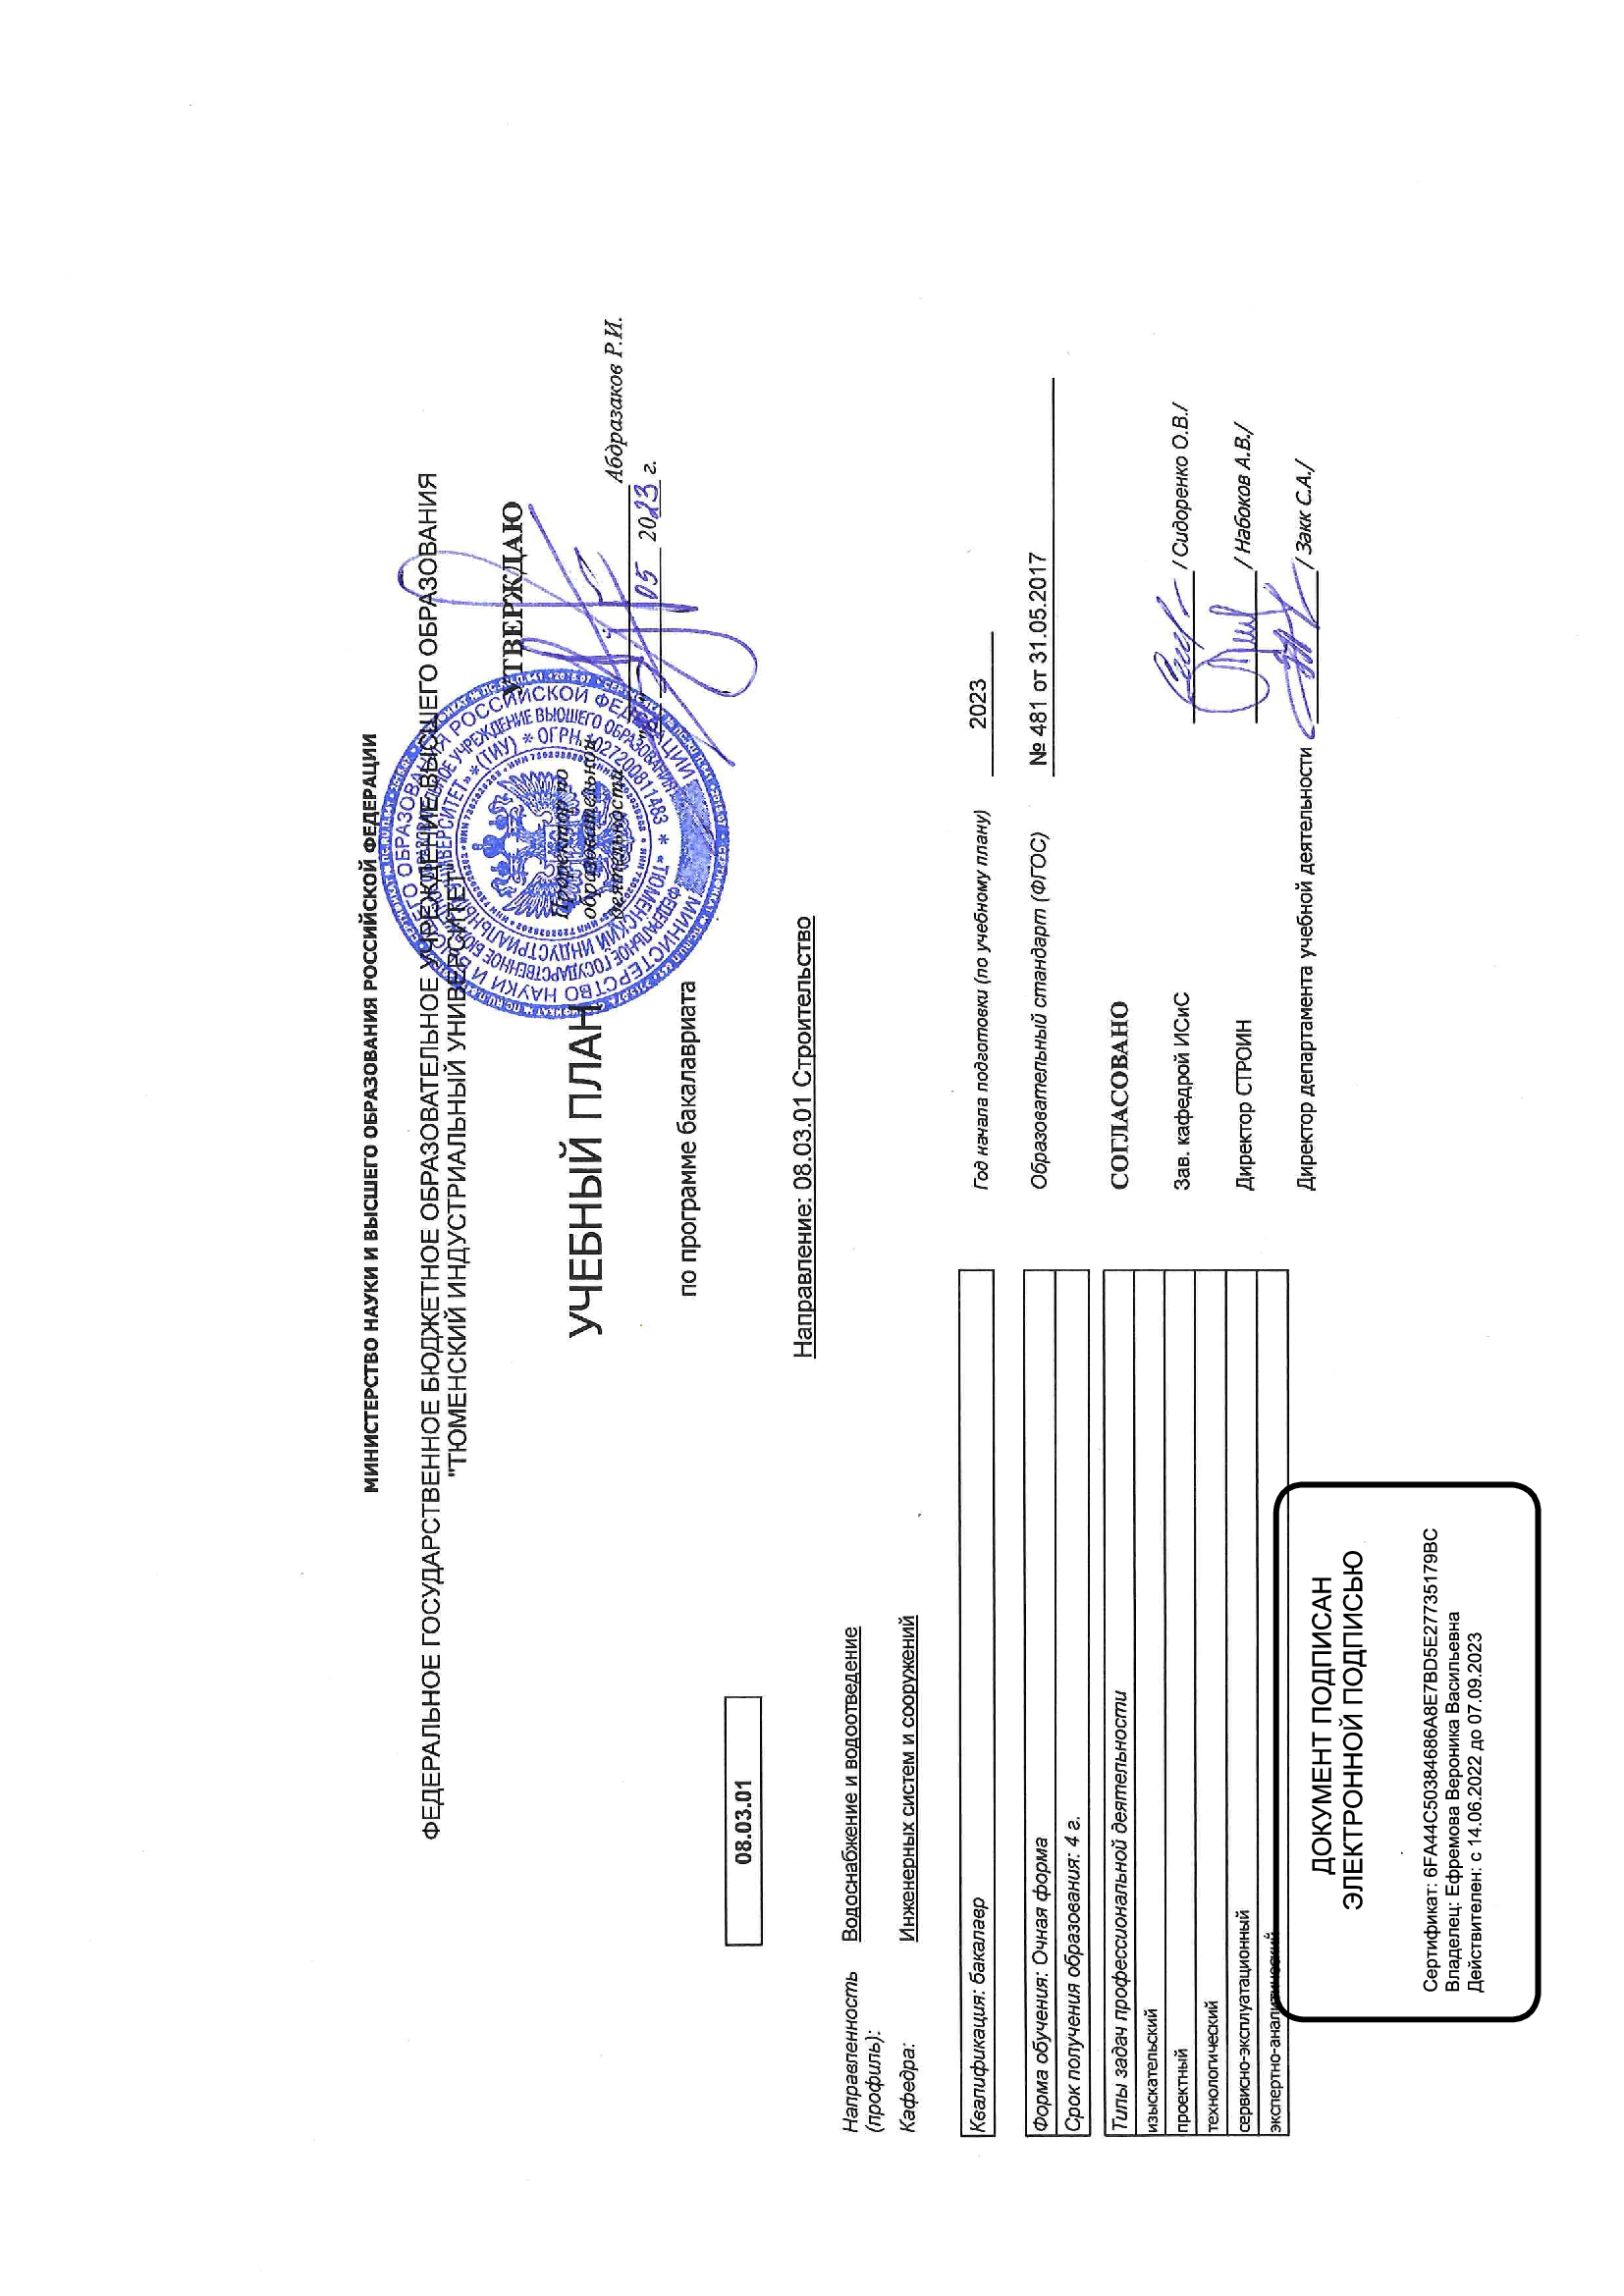 МИНИСТЕРСТВО НАУКИ И ВЫСШЕГО ОБРАЗОВАНИЯ РОССИЙСКОЙ ФЕДЕРАЦИИ
ФЕДЕРАЛЬНОЕ ГОСУДАРСТВЕННОЕ БЮДЖЕТНОЕ ОБРАЗОВАТЕЛЬНОЕ УЧРЕЖДЕНИЕ ВЫСШЕГО ОБРАЗОВАНИЯ
"ТЮМЕНСКИЙ ИНДУСТРИАЛЬНЫЙ УНИВЕРСИТЕТ"
УТВЕРЖДАЮ
Проректор по
образовательной
деятельности
Абдразаков Р.И.
05 2023 г.
УЧЕБНЫЙ ПЛАН
по программе бакалавриата
08.03.01
Направление: 08.03.01 Строительство
Направленность
(профиль):
Водоснабжение и водоотведение
Кафедра:
Инженерных систем и сооружений
Квалификация: бакалавр
Форма обучения: Очная форма
Срок получения образования: 4 г.
Типы задач профессиональной деятельности
изыскательский
проектный
технологический
сервисно-эксплуатационный
экспертно-аналитический
Год начала подготовки (по учебному плану)
2023
Образовательный стандарт (ФГОС)
№ 481 от 31.05.2017
СОГЛАСОВАНО
Зав. кафедрой ИСиС
/ Сидоренко О.В./
Директор СТРОИН
/ Набоков А.В./
Директор департамента учебной деятельности
/ Закк С.А./
ДОКУМЕНТ ПОДПИСАН
ЭЛЕКТРОННОЙ ПОДПИСЬЮ
Сертификат: 6FA44C50384686A8E7BD5E27735179BC
Владелец: Ефремова Вероника Васильевна
Действителен: с 14.06.2022 до 07.09.2023
МИНИСТЕРСТВО НАУКИ И ВЫСШЕГО ОБРАЗОВАНИЯ РОССИЙСКОЙ ФЕДЕРАЦИИ
ФЕДЕРАЛЬНОЕ ГОСУДАРСТВЕННОЕ БЮДЖЕТНОЕ ОБРАЗОВАТЕЛЬНОЕ УЧРЕЖДЕНИЕ ВЫСШЕГО ОБРАЗОВАНИЯ
* «ТЮМЕНСКИЙ ИНДУСТРИАЛЬНЫЙ УНИВЕРСИТЕТ» * (ТИУ) * ОГРН 1027200811483